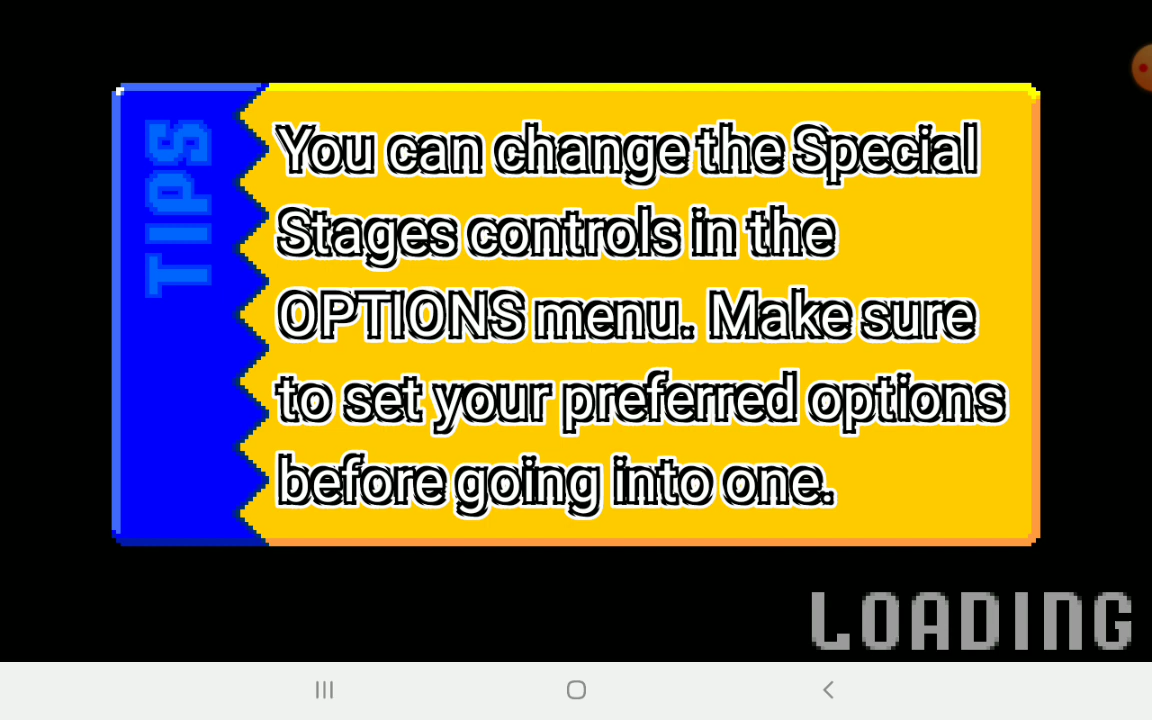 TIPS
You can change the Special
Stages controls in the
OPTIONS menu. Make sure
to set your preferred options
before going into one.
LOADING